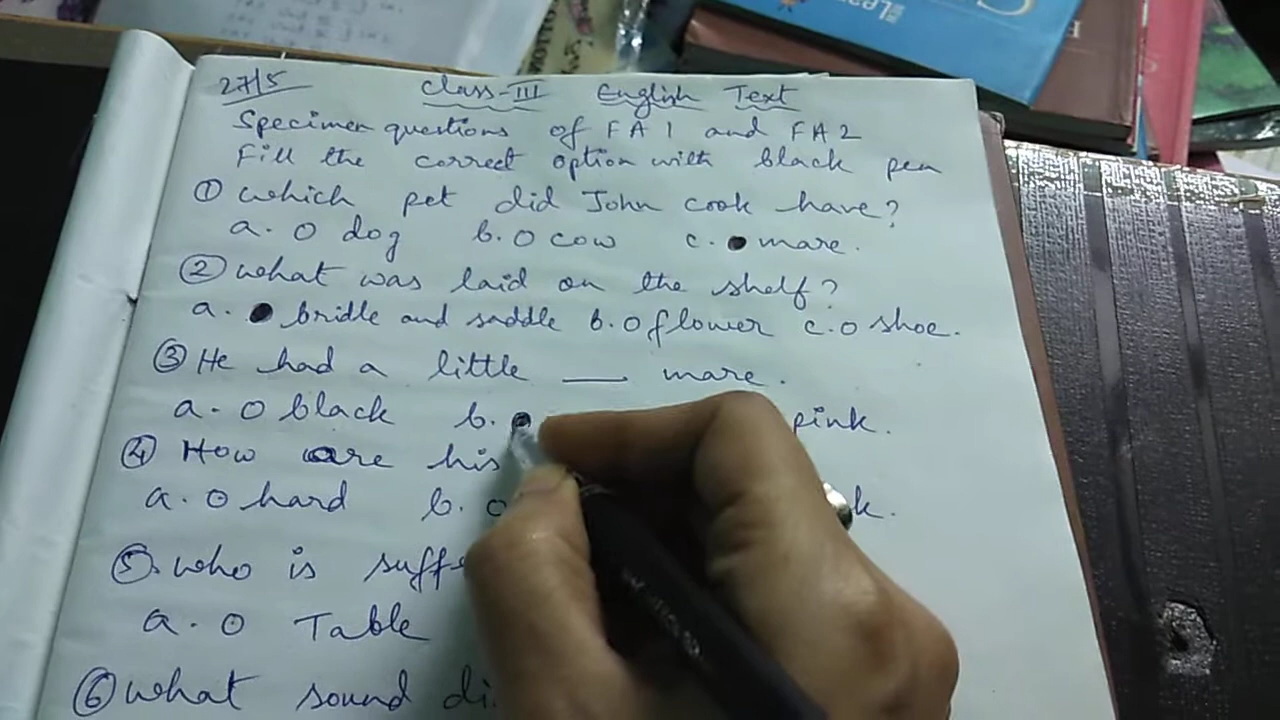 27/5 Class-III English Text
Specimen questions of FA 1 and FA 2
Fill the correct option with black pen
① which pet did John cook have?
a. O dog b. O cow c. ● mare.
② what was laid on the shelf?
a. ● bridle and saddle b. O flower c. O shoe.
③ He had a little ___ mare.
a. O black b. ● pink.
④ How are his
a. O hard b. O k.
⑤. who is suffe
a. O Table
⑥ what sound di